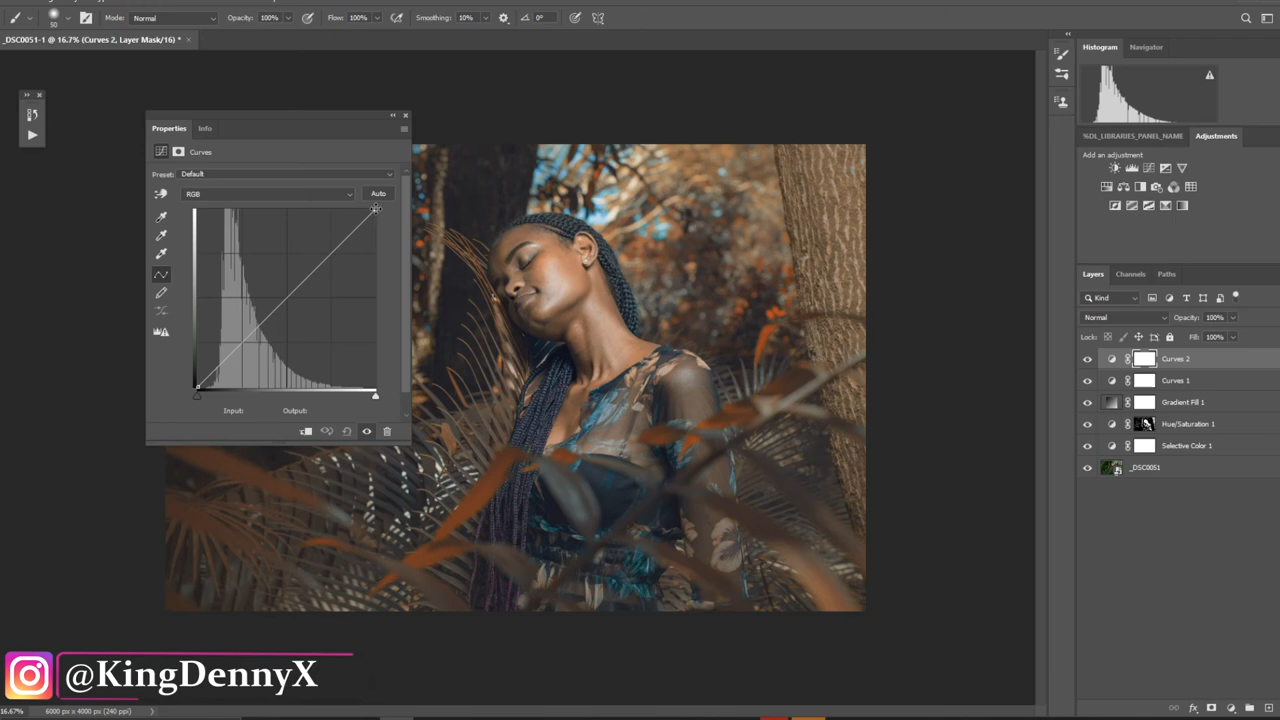 50
Mode: Normal
Opacity: 100%
Flow: 100%
Smoothing: 10%
0°
_DSC0051-1 @ 16.7% (Curves 2, Layer Mask/16) *
Properties
Info
Curves
Preset: Default
RGB
Auto
Input:
Output:
Histogram
Navigator
%DL_LIBRARIES_PANEL_NAME%
Adjustments
Add an adjustment
Layers
Channels
Paths
Kind
Normal
Opacity: 100%
Lock:
Fill: 100%
Curves 2
Curves 1
Gradient Fill 1
Hue/Saturation 1
Selective Color 1
_DSC0051
@KingDennyX
16.67%
6000 px x 4000 px (240 ppi)